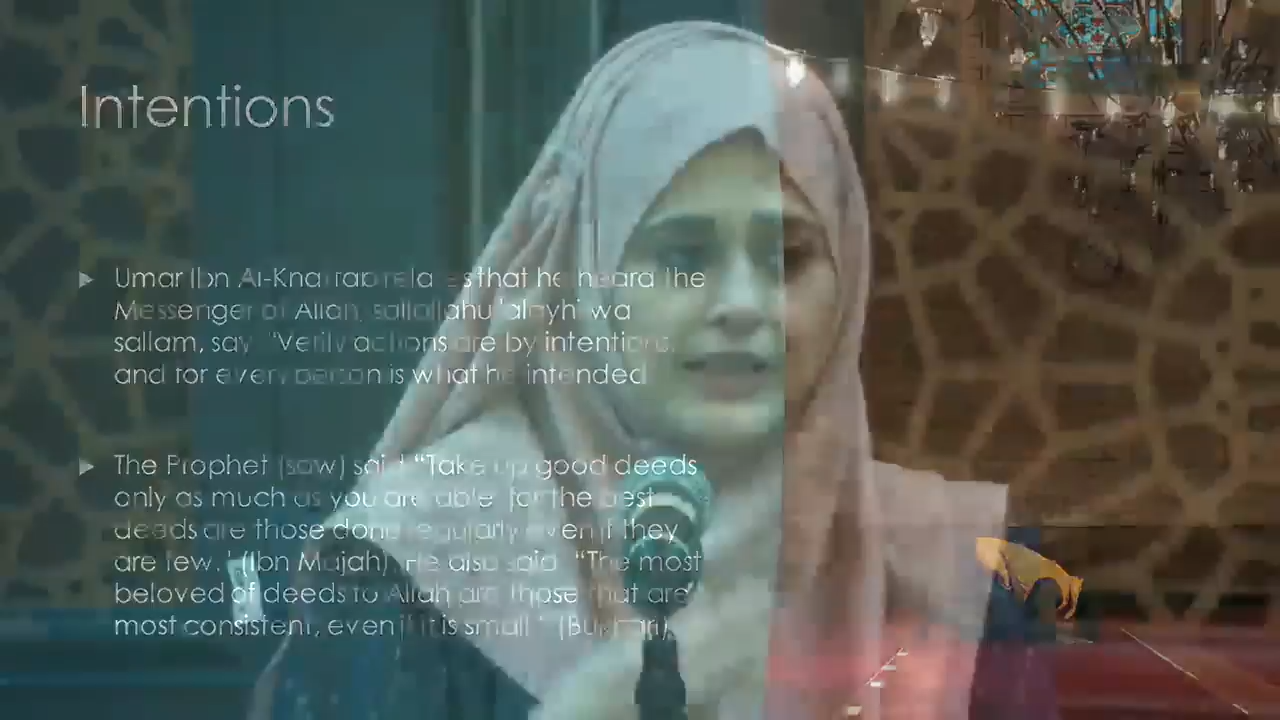 Intentions
Umar Ibn Al-Khattab relates that he heard the
Messenger of Allah, sallallahu 'alayhi wa
sallam, say "Verily actions are by intentions,
and for every person is what he intended
The Prophet (saw) said "Take up good deeds
only as much as you are able, for the best
deeds are those done regularly even if they
are few." (Ibn Majah) He also said "The most
beloved of deeds to Allah are those that are
most consistent, even if it is small" (Bukhari)